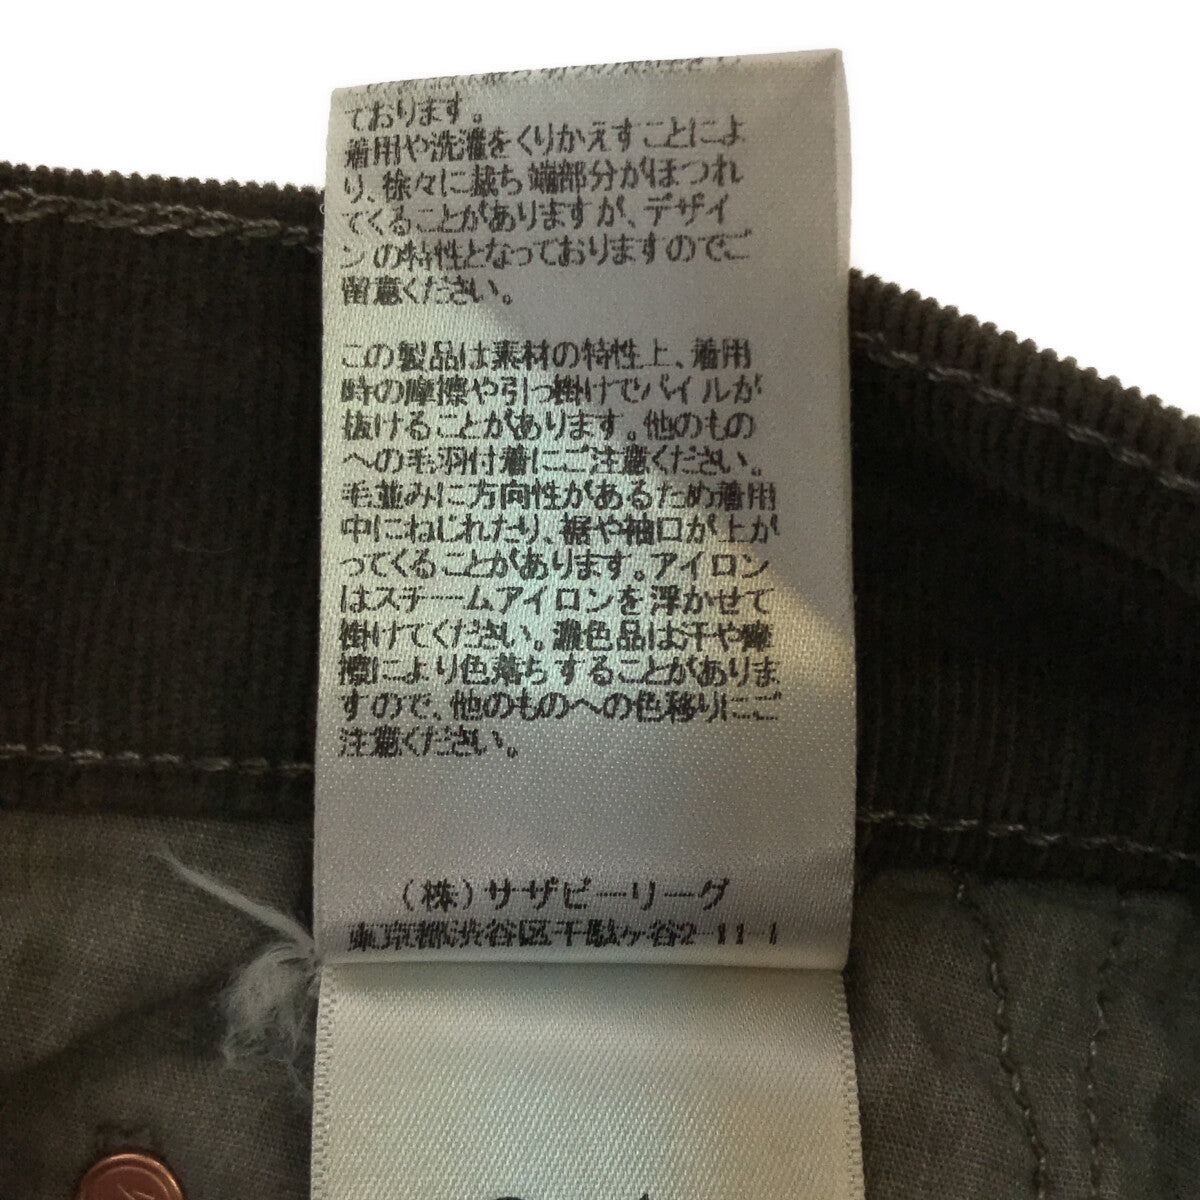 ております。
着用や洗濯をくりかえすことによ
り、徐々に裁ち端部分がほつれ
てくることがありますが、デザイ
ンの特性となっておりますのでご
留意ください。
この製品は素材の特性上、着用
時の摩擦や引っ掛けでパイルが
抜けることがあります。他のもの
への毛羽付着にご注意ください。
毛並みに方向性があるため着用
中にねじれたり、裾や袖口が上が
ってくることがあります。アイロン
はスチームアイロンを浮かせて
掛けてください。濃色品はお汗や摩
擦により色落ちすることがありま
すので、他のものへの色移りにご
注意ください。
(株)サザビーリーグ
東京都渋谷区千駄ヶ谷2-11-1